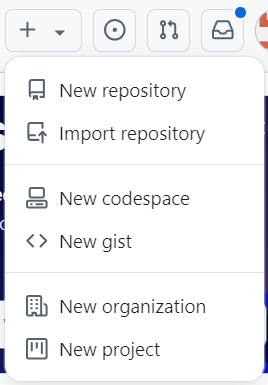 New repository
Import repository
New codespace
New gist
New organization
New project